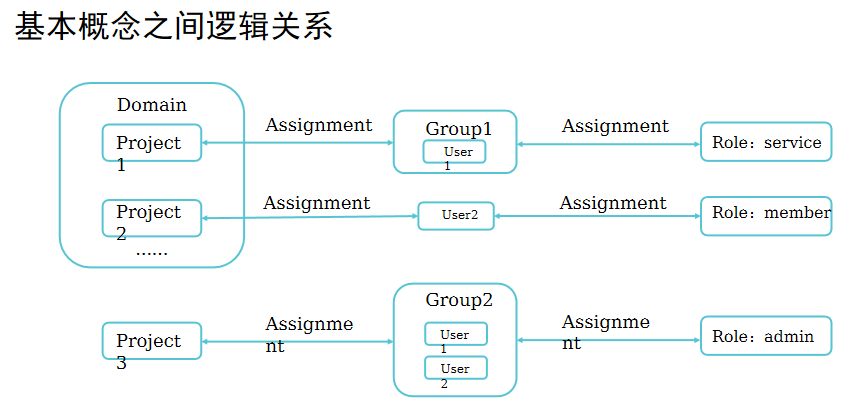 基本概念之间逻辑关系
Domain
Project
1
Assignment
Group1
User
1
Assignment
Role：service
Project
2
Assignment
User2
Assignment
Role：member
......
Group2
Project
3
Assignme
nt
User
1
User
2
Assignme
nt
Role：admin